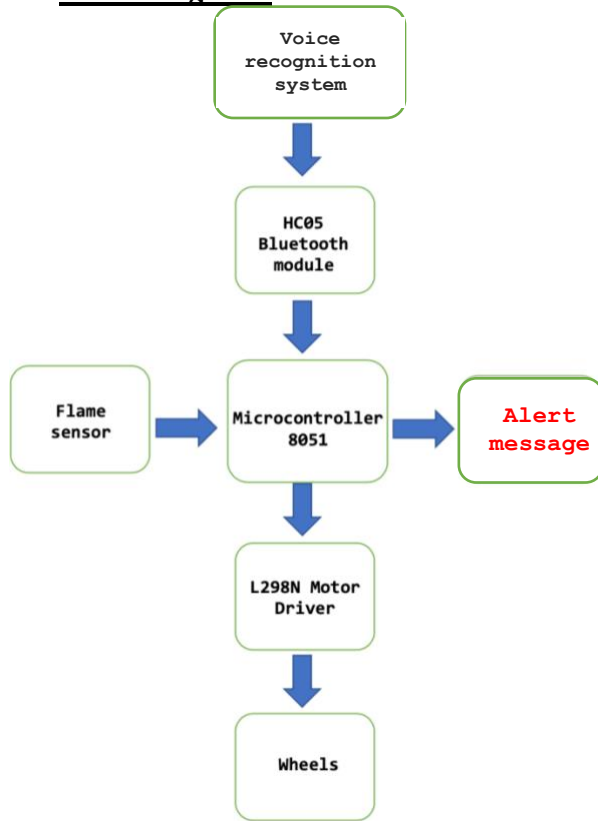 Voice
recognition
system
HC05
Bluetooth
module
Flame
sensor
Microcontroller
8051
Alert
message
L298N Motor
Driver
Wheels